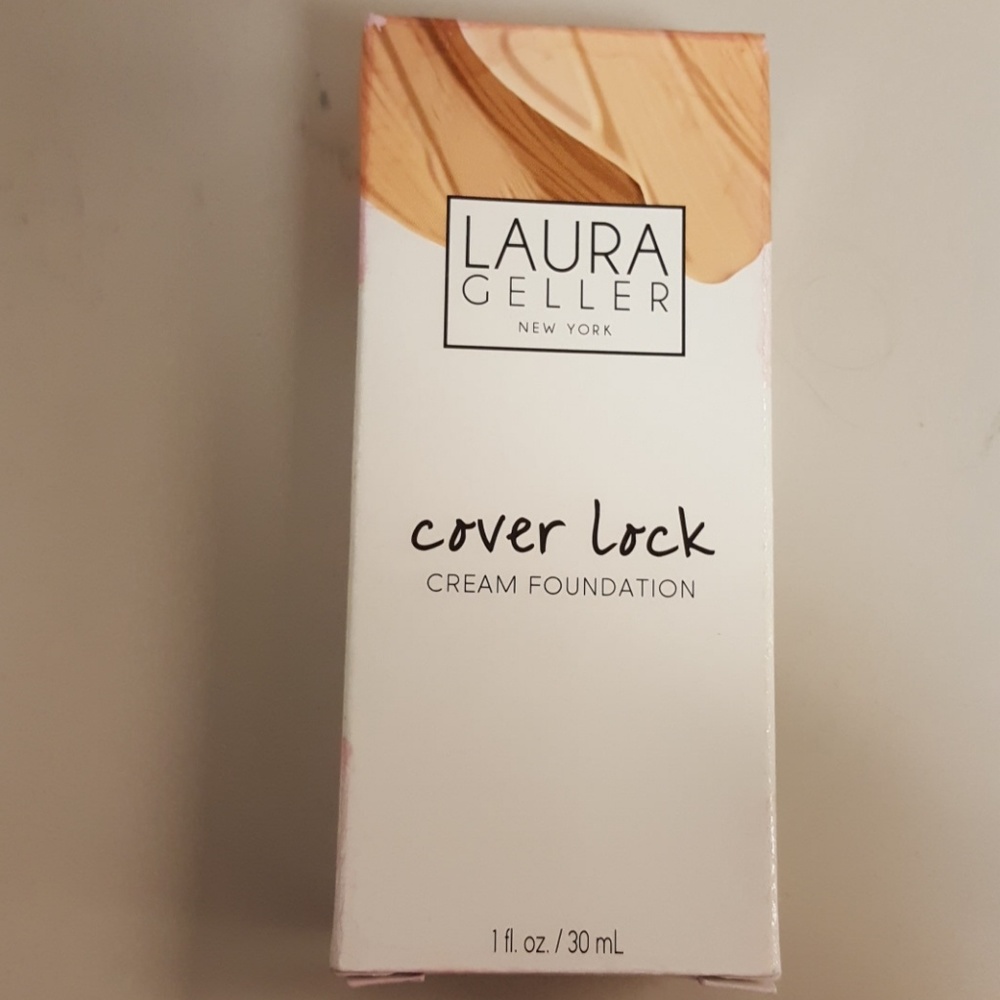 LAURA
GELLER
NEW YORK
cover lock
CREAM FOUNDATION
1 fl. oz. / 30 mL